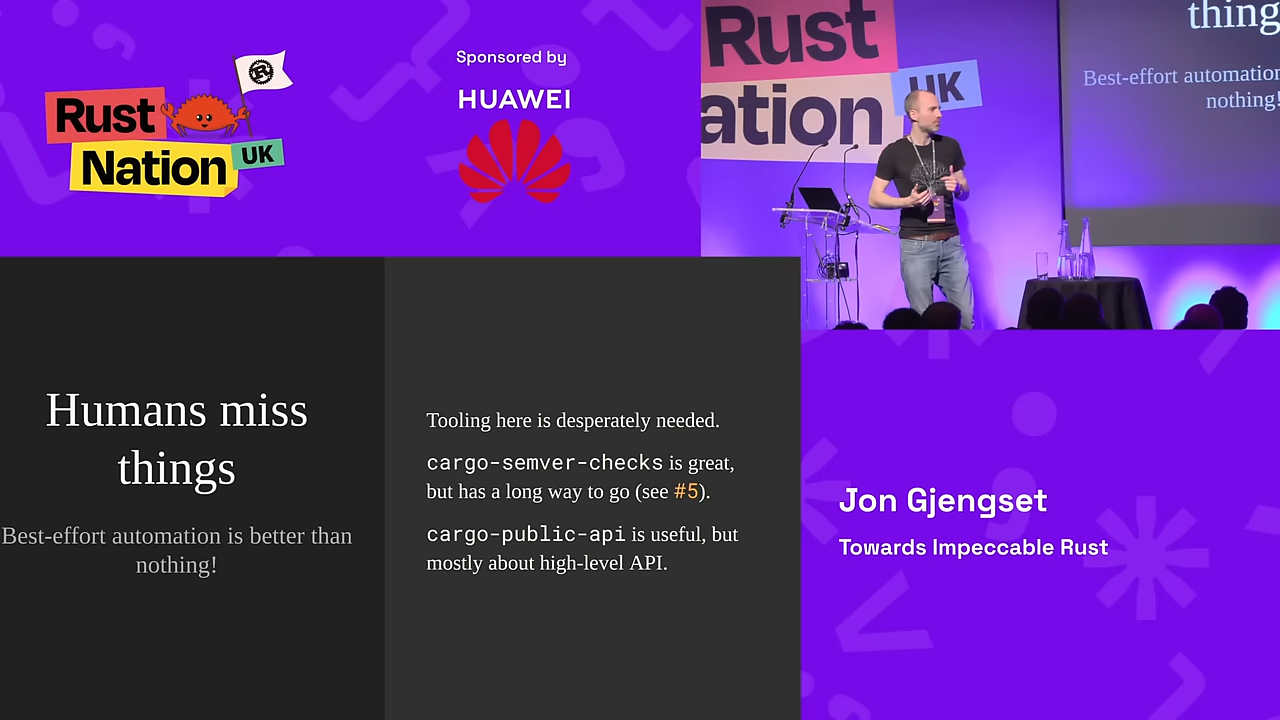 Rust
Nation
UK
Sponsored by
HUAWEI
Rust
ation
UK
thing
Best-effort automation
nothing!
Humans miss
things
Best-effort automation is better than
nothing!
Tooling here is desperately needed.
cargo-semver-checks is great,
but has a long way to go (see #5).
cargo-public-api is useful, but
mostly about high-level API.
Jon Gjengset
Towards Impeccable Rust